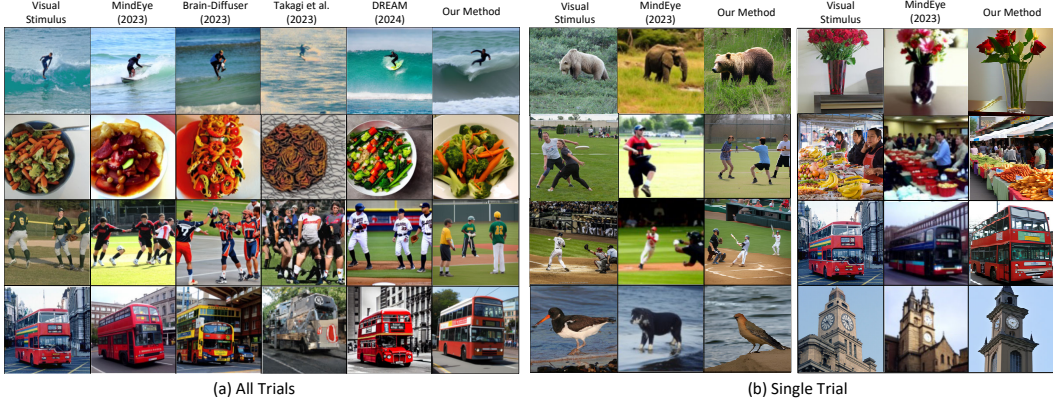 Visual Stimulus
MindEye (2023)
Brain-Diffuser (2023)
Takagi et al. (2023)
DREAM (2024)
Our Method
Visual Stimulus
MindEye (2023)
Our Method
Visual Stimulus
MindEye (2023)
Our Method
(a) All Trials
(b) Single Trial